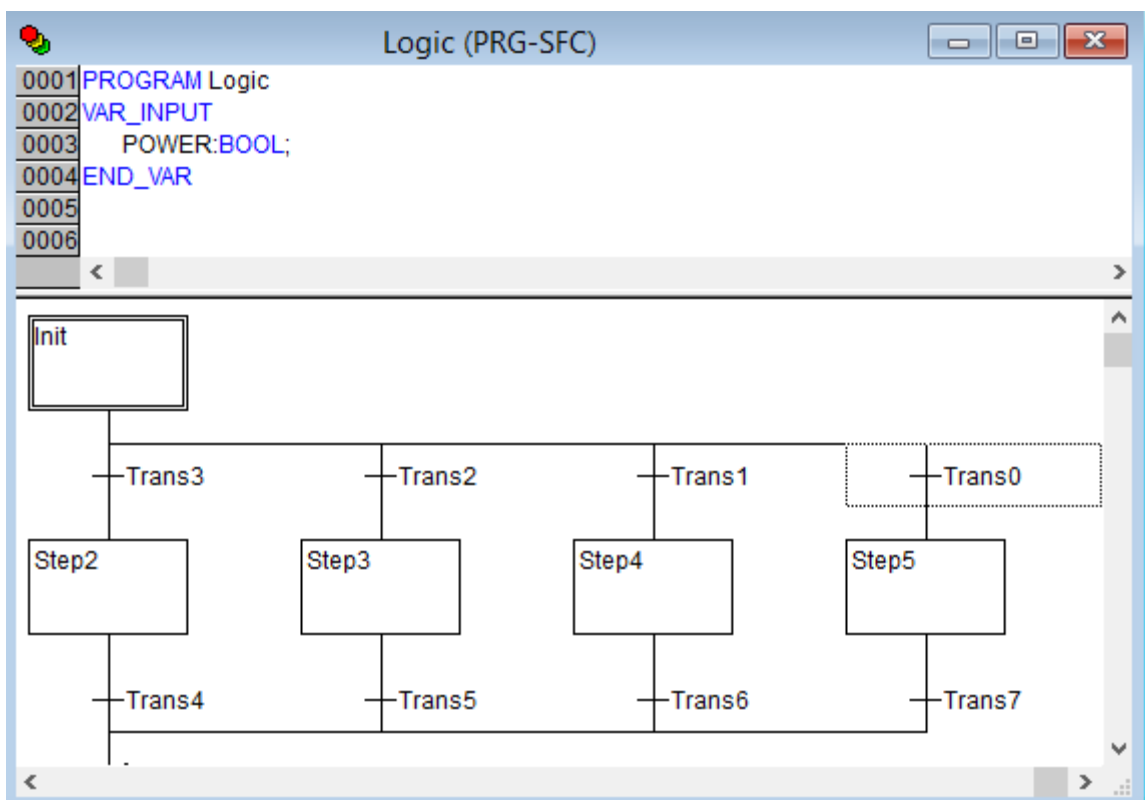 Logic (PRG-SFC)
0001 PROGRAM Logic
0002 VAR_INPUT
0003 POWER:BOOL;
0004 END_VAR
0005
0006
Init
Trans3 Trans2 Trans1 Trans0
Step2 Step3 Step4 Step5
Trans4 Trans5 Trans6 Trans7